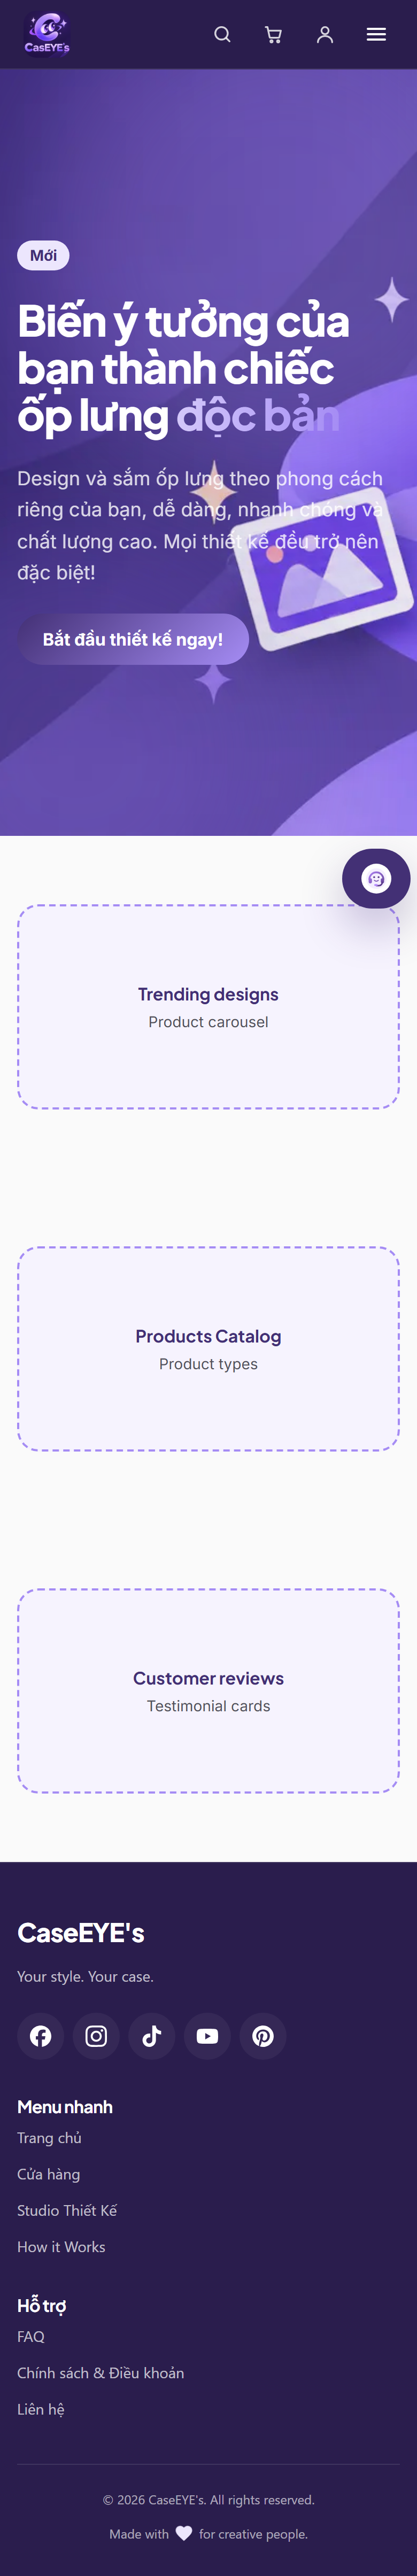 CasEYE's
Mới
Biến ý tưởng của
bạn thành chiếc
ốp lưng độc bản
Design và sắm ốp lưng theo phong cách
riêng của bạn, dễ dàng, nhanh chóng và
chất lượng cao. Mọi thiết kế đều trở nên
đặc biệt!
Bắt đầu thiết kế ngay!
Trending designs
Product carousel
Products Catalog
Product types
Customer reviews
Testimonial cards
CaseEYE's
Your style. Your case.
Menu nhanh
Trang chủ
Cửa hàng
Studio Thiết Kế
How it Works
Hỗ trợ
FAQ
Chính sách & Điều khoản
Liên hệ
© 2026 CaseEYE's. All rights reserved.
Made with for creative people.